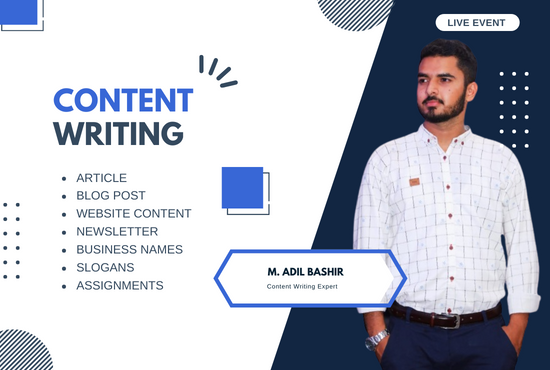 LIVE EVENT
CONTENT
WRITING
ARTICLE
BLOG POST
WEBSITE CONTENT
NEWSLETTER
BUSINESS NAMES
SLOGANS
ASSIGNMENTS
M. ADIL BASHIR
Content Writing Expert